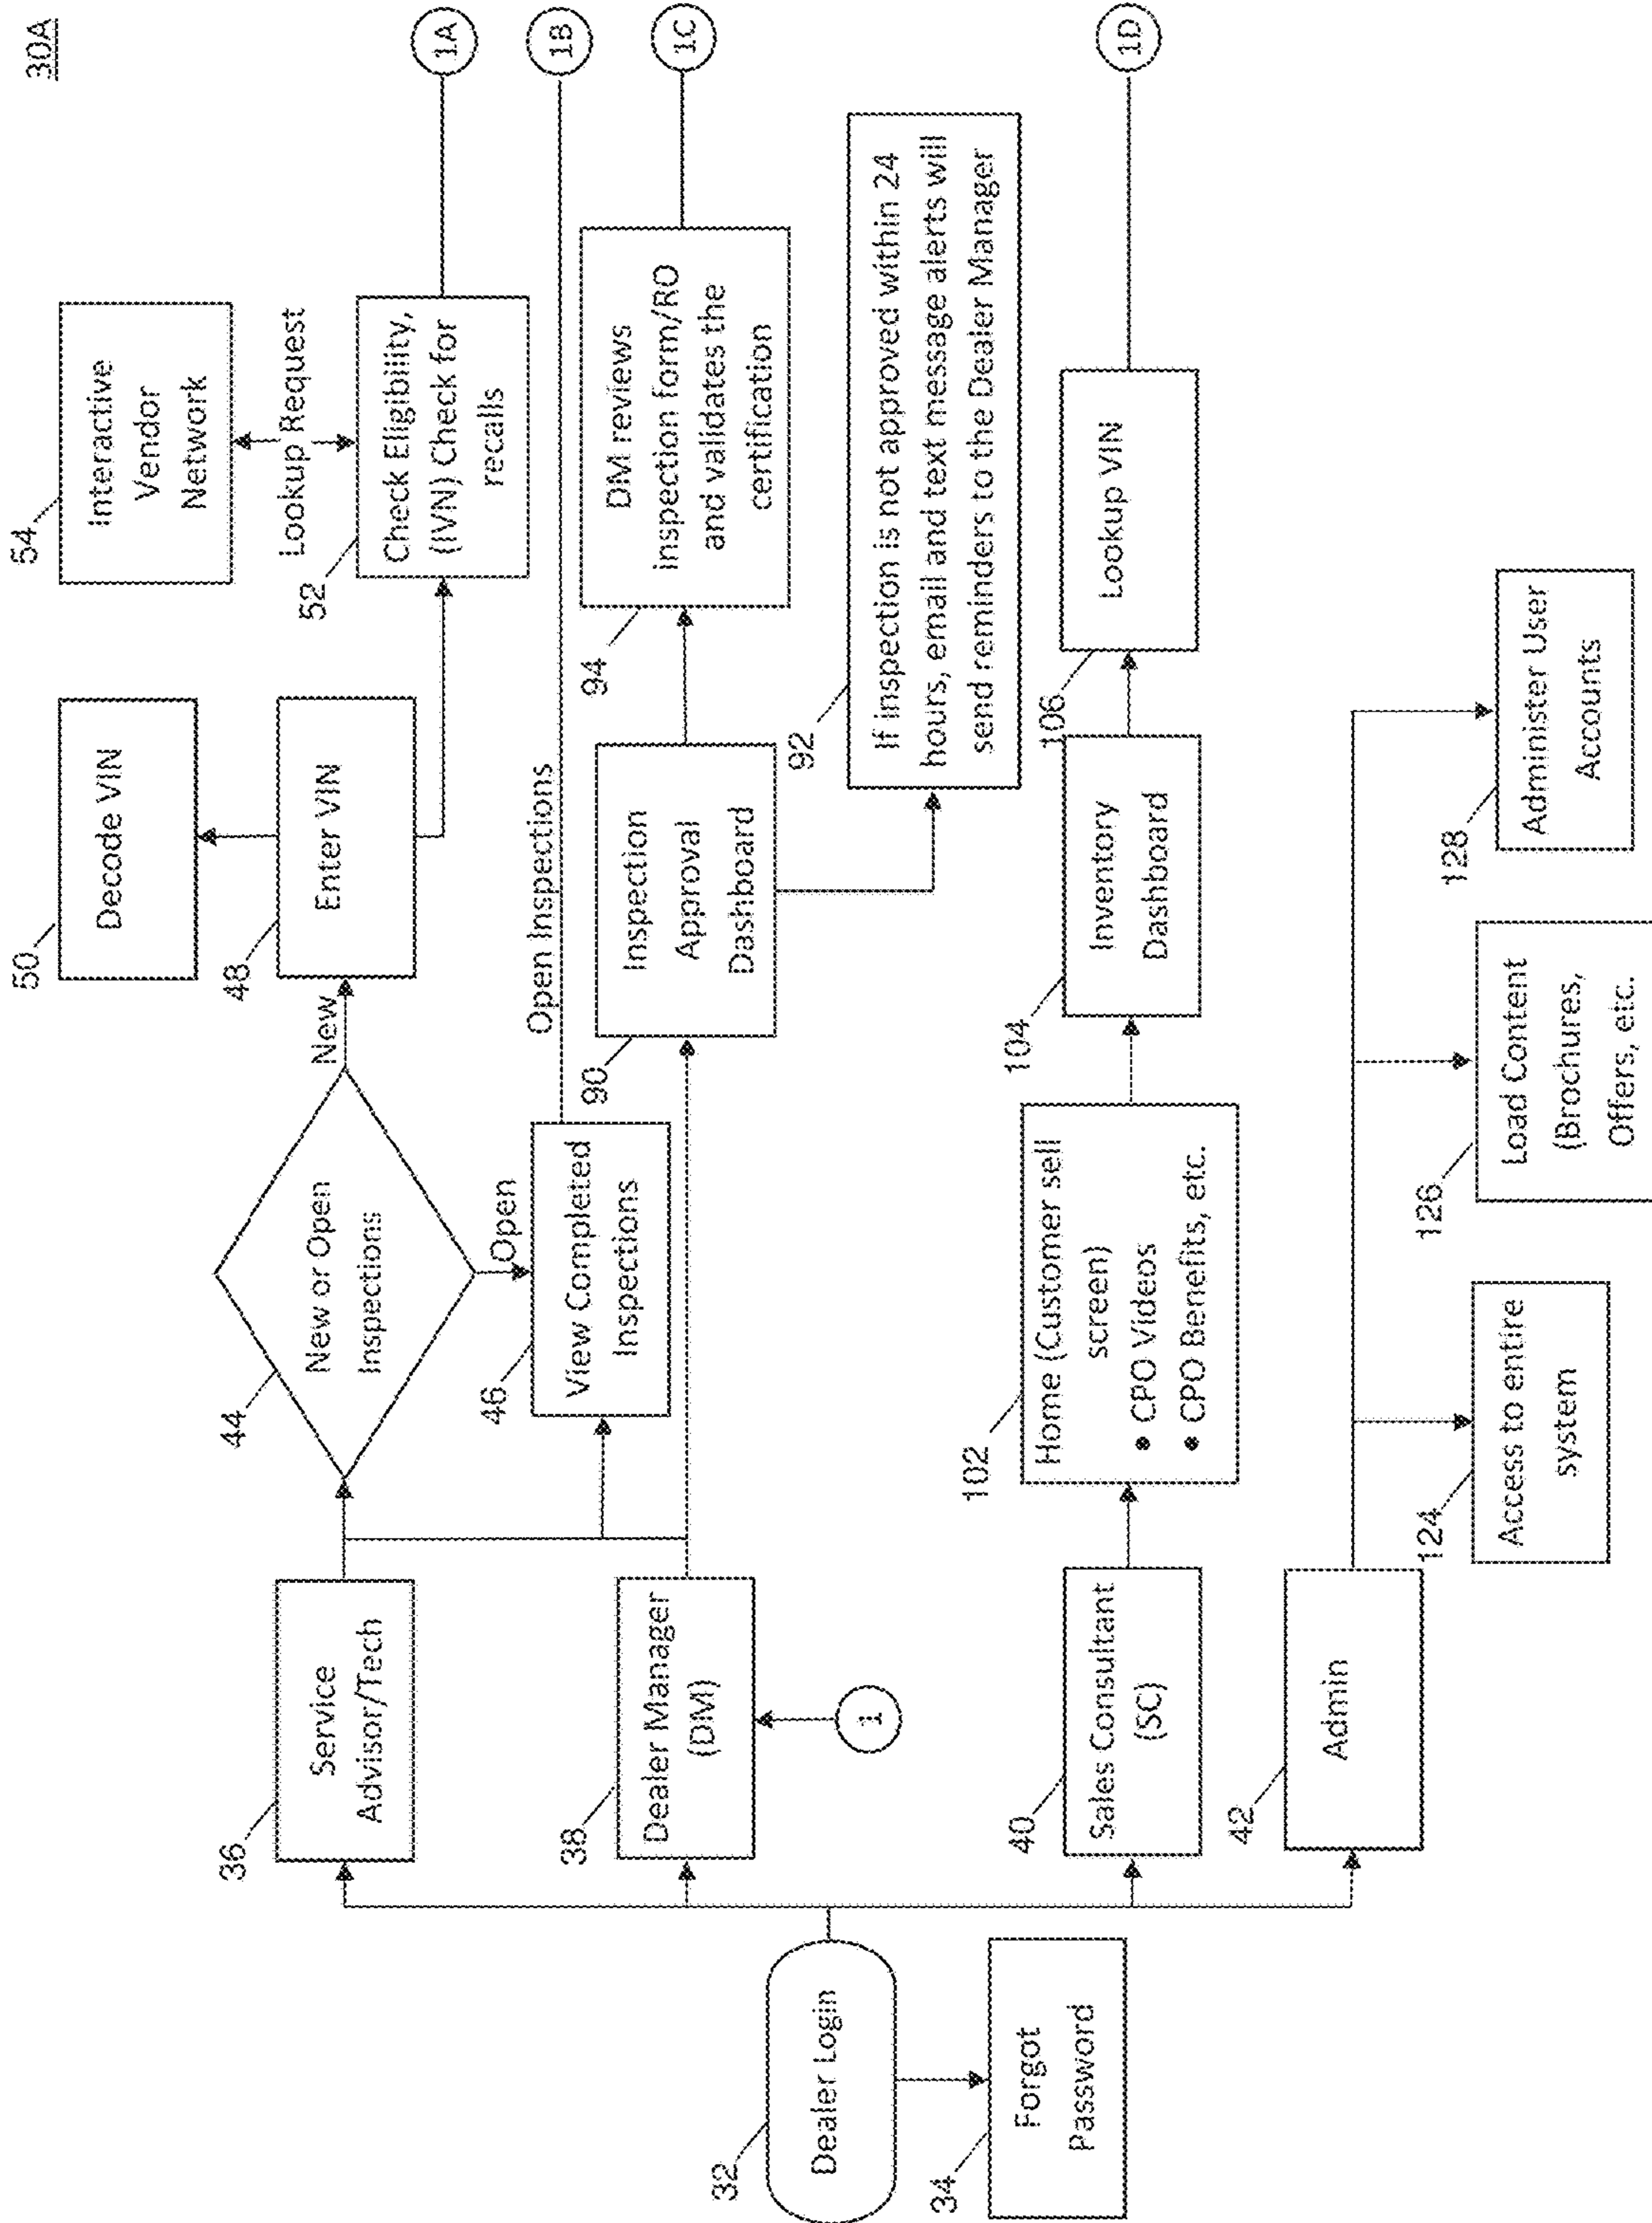 30A
32
Dealer Login
34
Forgot
Password
36
Service
Advisor/Tech
38
Dealer Manager
(DM)
1
40
Sales Consultant
(SC)
42
Admin
44
New or Open
Inspections
New
Open
46
View Completed
Inspections
Open Inspections
48
Enter VIN
50
Decode VIN
52
Check Eligibility,
(IVN) Check for
recalls
Lookup Request
54
Interactive
Vendor
Network
1A
1B
90
Inspection
Approval
Dashboard
94
DM reviews
inspection form/RO
and validates the
certification
1C
92
If inspection is not approved within 24
hours, email and text message alerts will
send reminders to the Dealer Manager
102
Home (Customer sell
screen)
• CPO Videos
• CPO Benefits, etc.
104
Inventory
Dashboard
106
Lookup VIN
1D
124
Access to entire
system
126
Load Content
(Brochures,
Offers, etc.
128
Administer User
Accounts